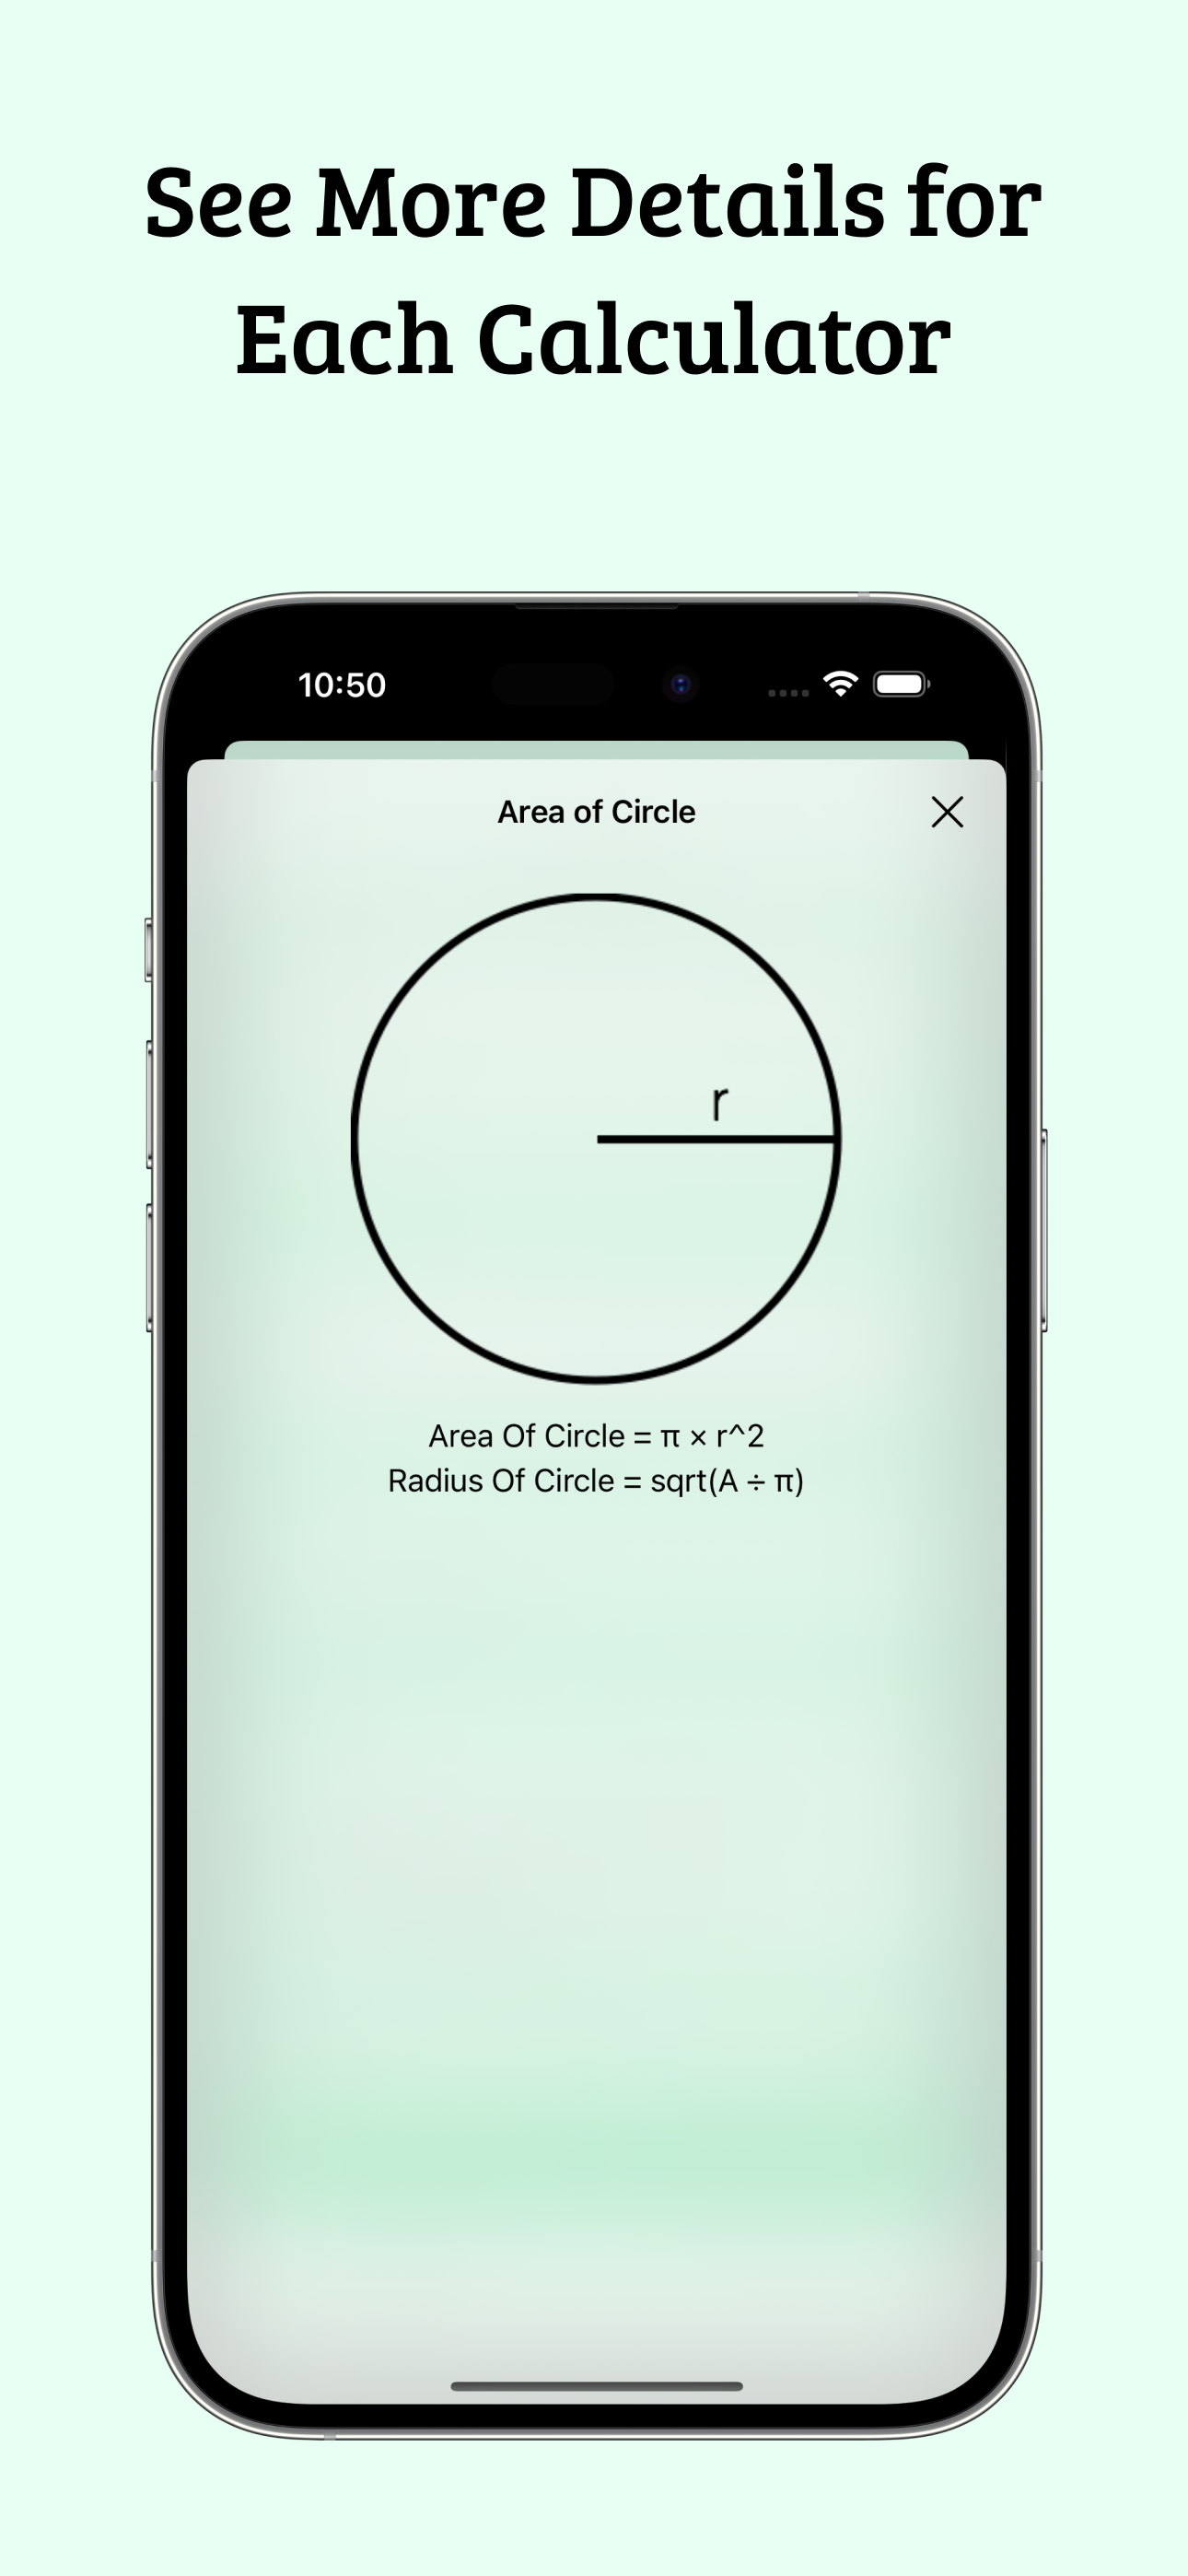 See More Details for
Each Calculator
10:50
Area of Circle
r
Area Of Circle = π × r^2
Radius Of Circle = sqrt(A ÷ π)